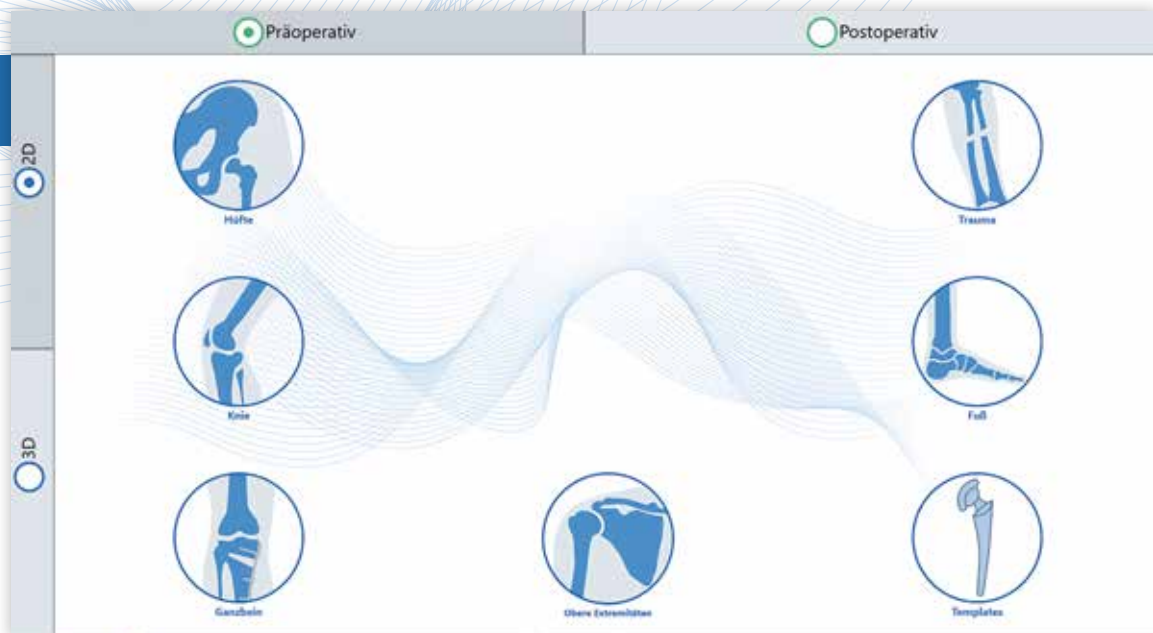 Präoperativ
Postoperativ
2D
3D
Hüfte
Trauma
Knie
Fuß
Ganzbein
Obere Extremitäten
Templates